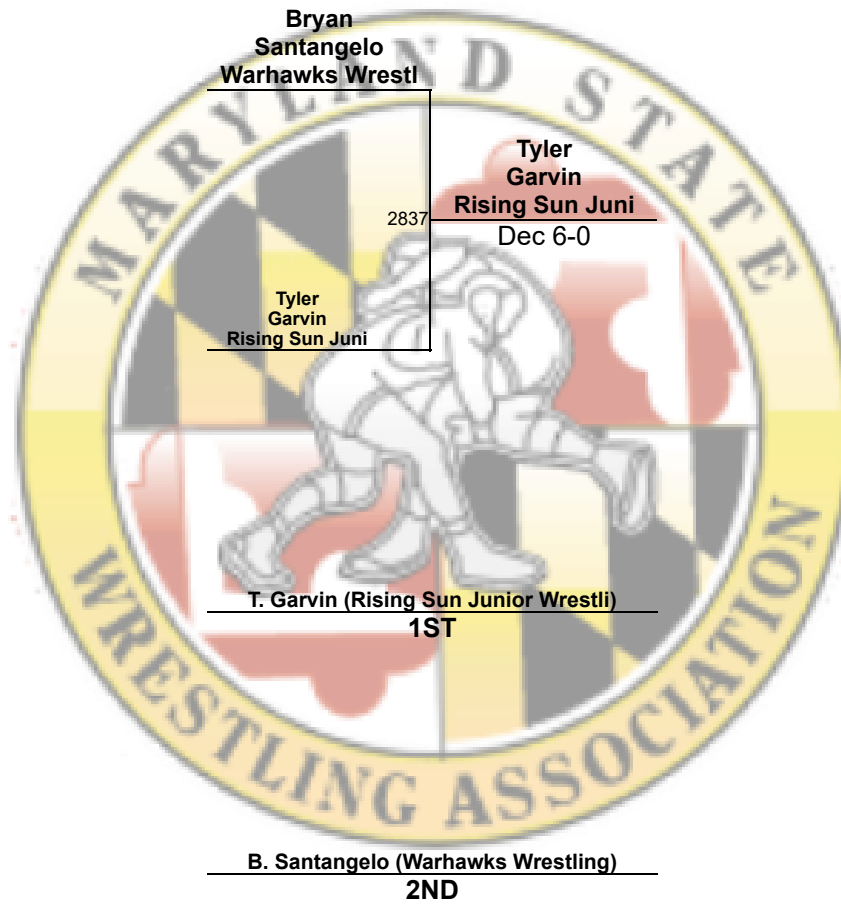 Bryan
Santangelo
Warhawks Wrestl
MARYLAND STATE
Tyler
Garvin
Rising Sun Juni
2837
Dec 6-0
Tyler
Garvin
Rising Sun Juni
T. Garvin (Rising Sun Junior Wrestli)
1ST
WRESTLING ASSOCIATION
B. Santangelo (Warhawks Wrestling)
2ND